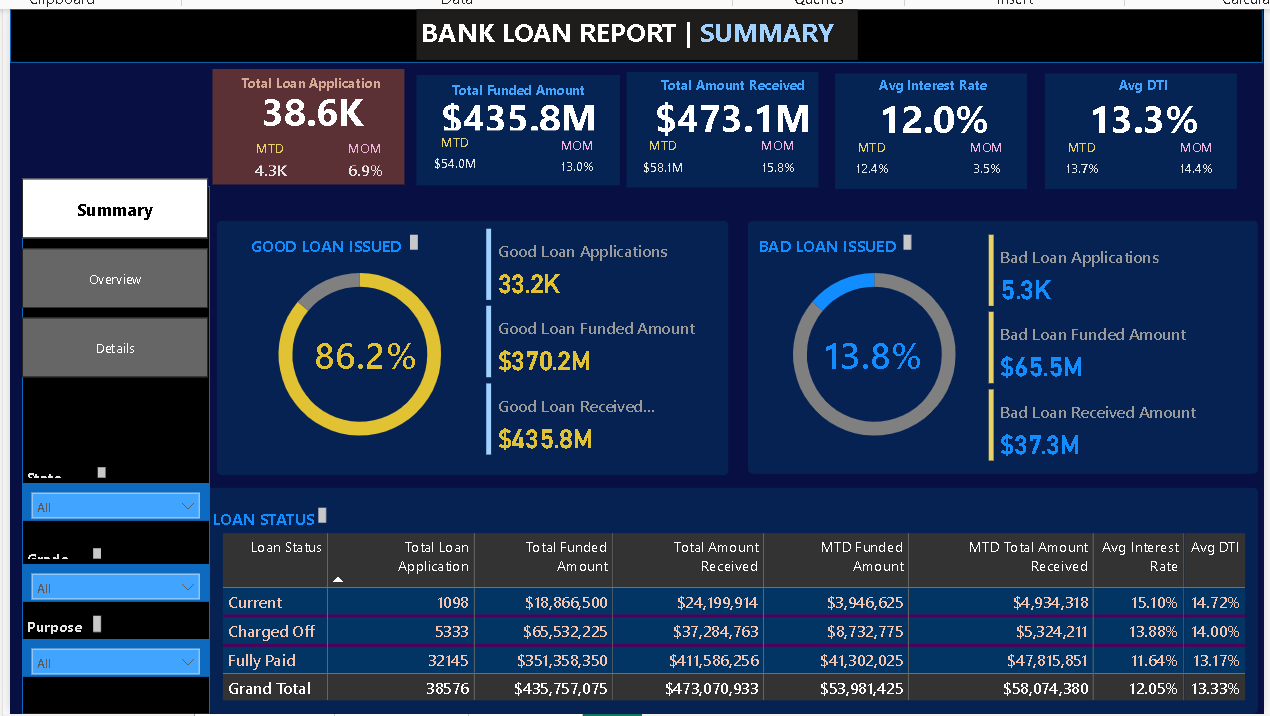 Clipboard Data Queries Insert
BANK LOAN REPORT | SUMMARY
Total Loan Application
38.6K
MTD MOM
4.3K 6.9%
Total Funded Amount
$435.8M
MTD MOM
$54.0M 13.0%
Total Amount Received
$473.1M
MTD MOM
$58.1M 15.8%
Avg Interest Rate
12.0%
MTD MOM
12.4% 3.5%
Avg DTI
13.3%
MTD MOM
13.7% 14.4%
Summary
Overview
Details
State
All
Grade
All
Purpose
All
GOOD LOAN ISSUED
86.2%
Good Loan Applications
33.2K
Good Loan Funded Amount
$370.2M
Good Loan Received...
$435.8M
BAD LOAN ISSUED
13.8%
Bad Loan Applications
5.3K
Bad Loan Funded Amount
$65.5M
Bad Loan Received Amount
$37.3M
LOAN STATUS
Loan Status Total Loan Total Funded Total Amount MTD Funded MTD Total Amount Avg Interest Avg DTI
Application Amount Received Amount Received Rate
Current 1098 $18,866,500 $24,199,914 $3,946,625 $4,934,318 15.10% 14.72%
Charged Off 5333 $65,532,225 $37,284,763 $8,732,775 $5,324,211 13.88% 14.00%
Fully Paid 32145 $351,358,350 $411,586,256 $41,302,025 $47,815,851 11.64% 13.17%
Grand Total 38576 $435,757,075 $473,070,933 $53,981,425 $58,074,380 12.05% 13.33%